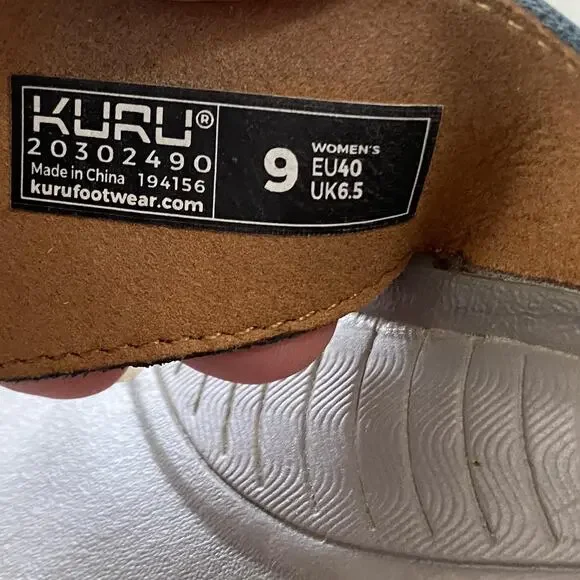 KURU®
20302490
Made in China 194156
kurufootwear.com
9
WOMEN'S
EU40
UK6.5